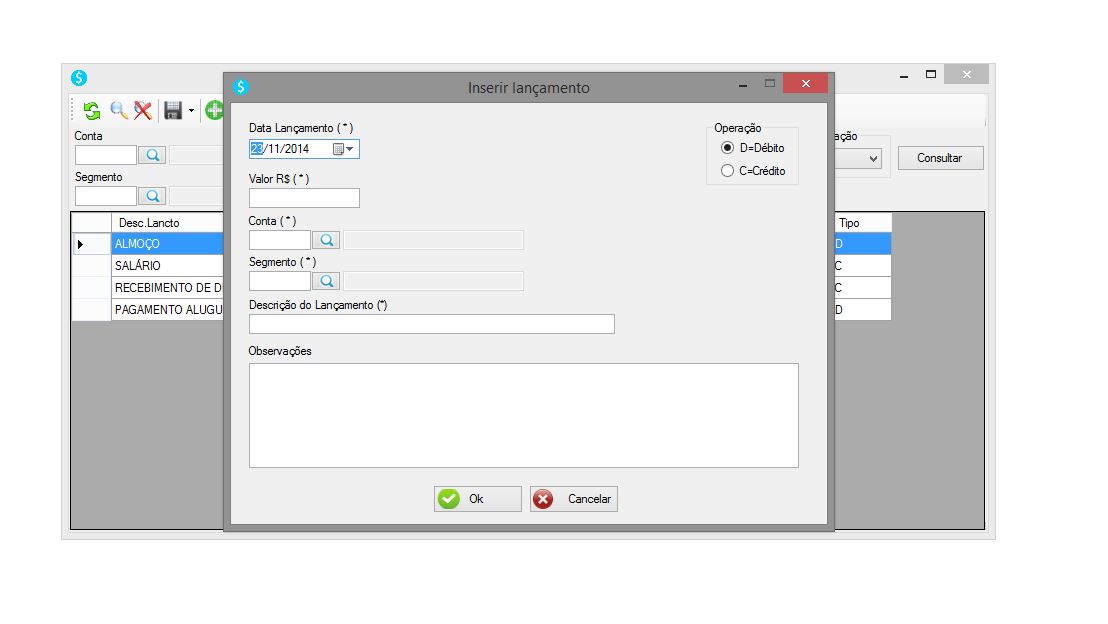 Inserir lançamento
Conta
Segmento
ação
Consultar
Desc.Lancto
Tipo
ALMOÇO
D
SALÁRIO
C
RECEBIMENTO DE D
C
PAGAMENTO ALUGU
D
Data Lançamento ( * )
23/11/2014
Operação
D=Débito
C=Crédito
Valor R$ ( * )
Conta ( * )
Segmento ( * )
Descrição do Lançamento (*)
Observações
Ok
Cancelar